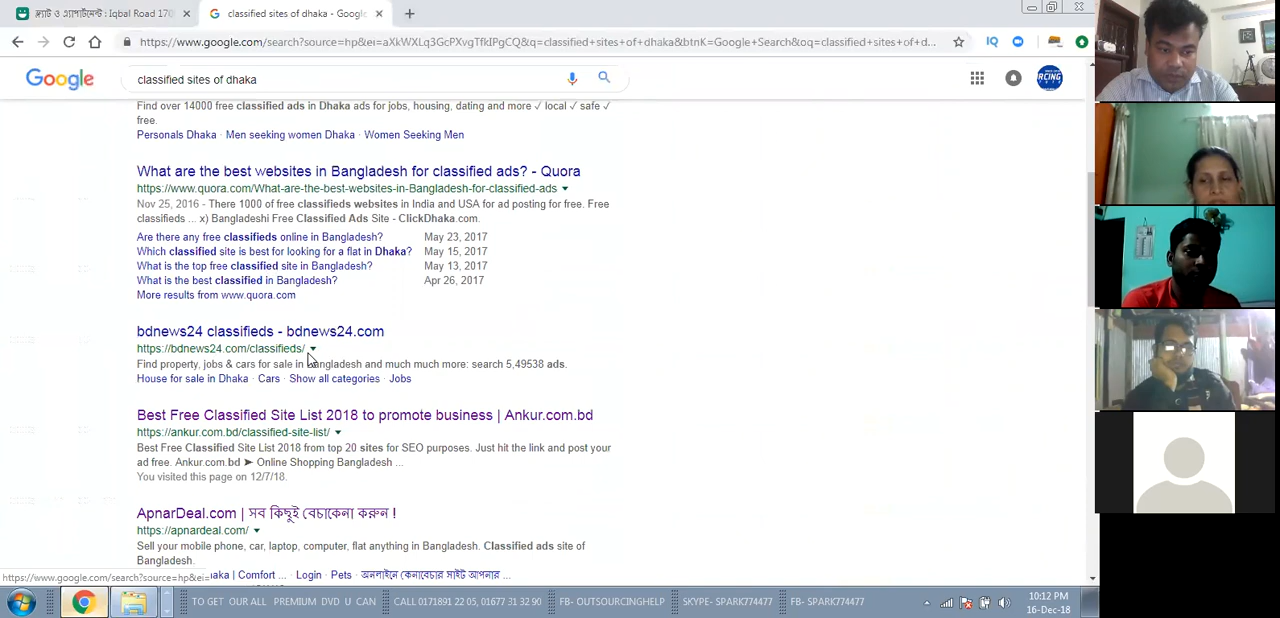 ফ্ল্যাট ও এ্যাপার্টমেন্ট : Iqbal Road 170
classified sites of dhaka - Google
https://www.google.com/search?source=hp&ei=aXkWXLq3GcPXvgTfkIPgCQ&q=classified+sites+of+dhaka&btnK=Google+Search&oq=classified+sites+of+d...
Google
classified sites of dhaka
Find over 14000 free classified ads in Dhaka ads for jobs, housing, dating and more ✓ local ✓ safe ✓
free.
Personals Dhaka · Men seeking women Dhaka · Women Seeking Men
What are the best websites in Bangladesh for classified ads? - Quora
https://www.quora.com/What-are-the-best-websites-in-Bangladesh-for-classified-ads
Nov 25, 2016 - There 1000 of free classifieds websites in India and USA for ad posting for free. Free
classifieds ... x) Bangladeshi Free Classified Ads Site - ClickDhaka.com.
Are there any free classifieds online in Bangladesh? May 23, 2017
Which classified site is best for looking for a flat in Dhaka? May 15, 2017
What is the top free classified site in Bangladesh? May 13, 2017
What is the best classified in Bangladesh? Apr 26, 2017
More results from www.quora.com
bdnews24 classifieds - bdnews24.com
https://bdnews24.com/classifieds/
Find property, jobs & cars for sale in Bangladesh and much much more: search 5,49538 ads.
House for sale in Dhaka · Cars · Show all categories · Jobs
Best Free Classified Site List 2018 to promote business | Ankur.com.bd
https://ankur.com.bd/classified-site-list/
Best Free Classified Site List 2018 from top 20 sites for SEO purposes. Just hit the link and post your
ad free. Ankur.com.bd ➤ Online Shopping Bangladesh ...
You visited this page on 12/7/18.
ApnarDeal.com | সব কিছুই বেচাকেনা করুন !
https://apnardeal.com/
Sell your mobile phone, car, laptop, computer, flat anything in Bangladesh. Classified ads site of
Bangladesh.
| Comfort ... · Login · Pets · অনলাইনে কেনাবেচার সাইট আপনার ...
https://www.google.com/search?source=hp&ei=
TO GET OUR ALL PREMIUM DVD U CAN
CALL 0171891 22 05, 01677 31 32 90
FB- OUTSOURCINGHELP
SKYPE- SPARK774477
FB- SPARK774477
10:12 PM
16-Dec-18
IQ
RCING